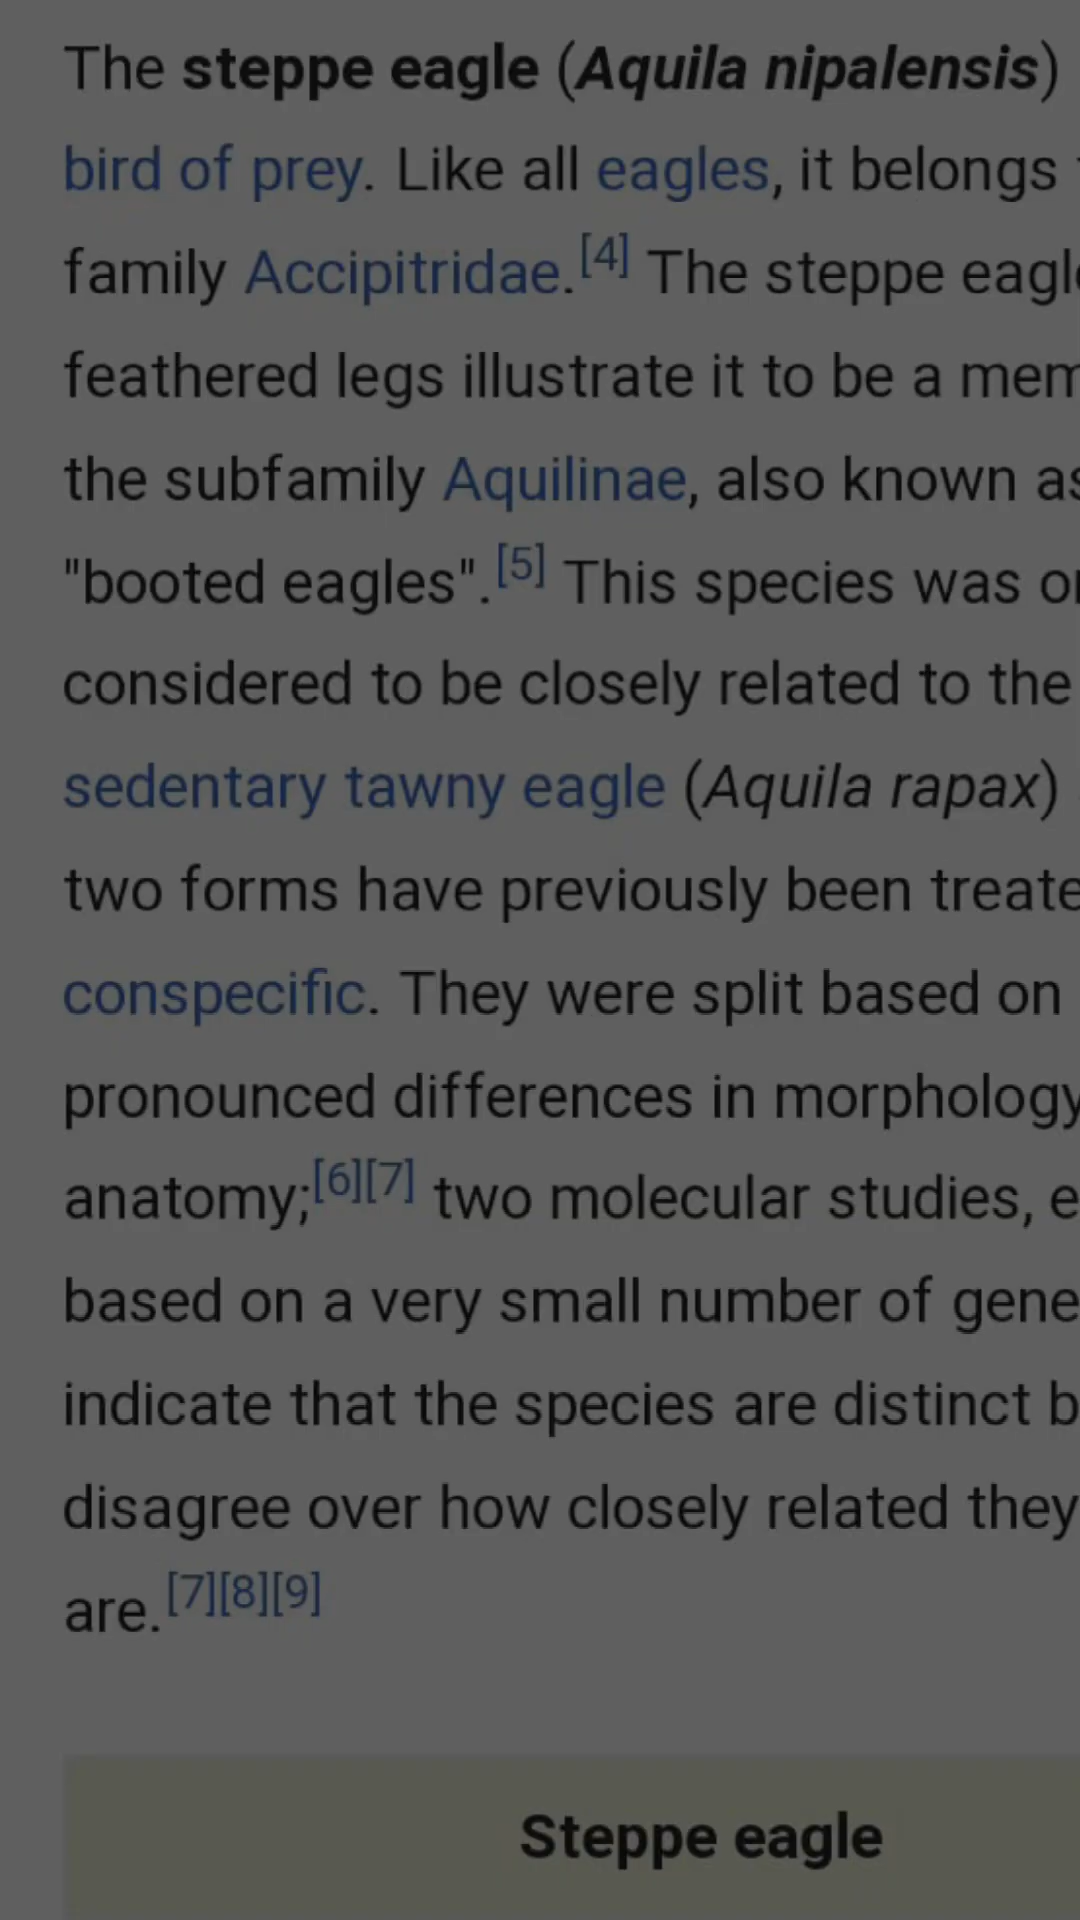 The steppe eagle (Aquila nipalensis)
bird of prey. Like all eagles, it belongs
family Accipitridae.[4] The steppe eagle
feathered legs illustrate it to be a mem
the subfamily Aquilinae, also known as
"booted eagles".[5] This species was or
considered to be closely related to the
sedentary tawny eagle (Aquila rapax)
two forms have previously been treate
conspecific. They were split based on
pronounced differences in morphology
anatomy;[6][7] two molecular studies, e
based on a very small number of gene
indicate that the species are distinct b
disagree over how closely related they
are.[7][8][9]
Steppe eagle